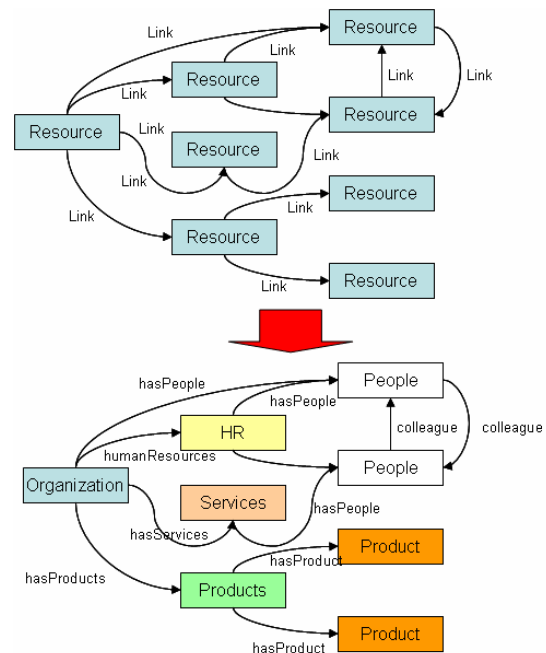 Link
Resource
Link
Resource
Link
Link
Link
Resource
Resource
Link
Resource
Link
Link
Link
Resource
Link
Resource
Link
Resource
hasPeople
People
hasPeople
HR
colleague
colleague
humanResources
People
Organization
Services
hasPeople
hasServices
Product
hasProduct
hasProducts
Products
Product
hasProduct